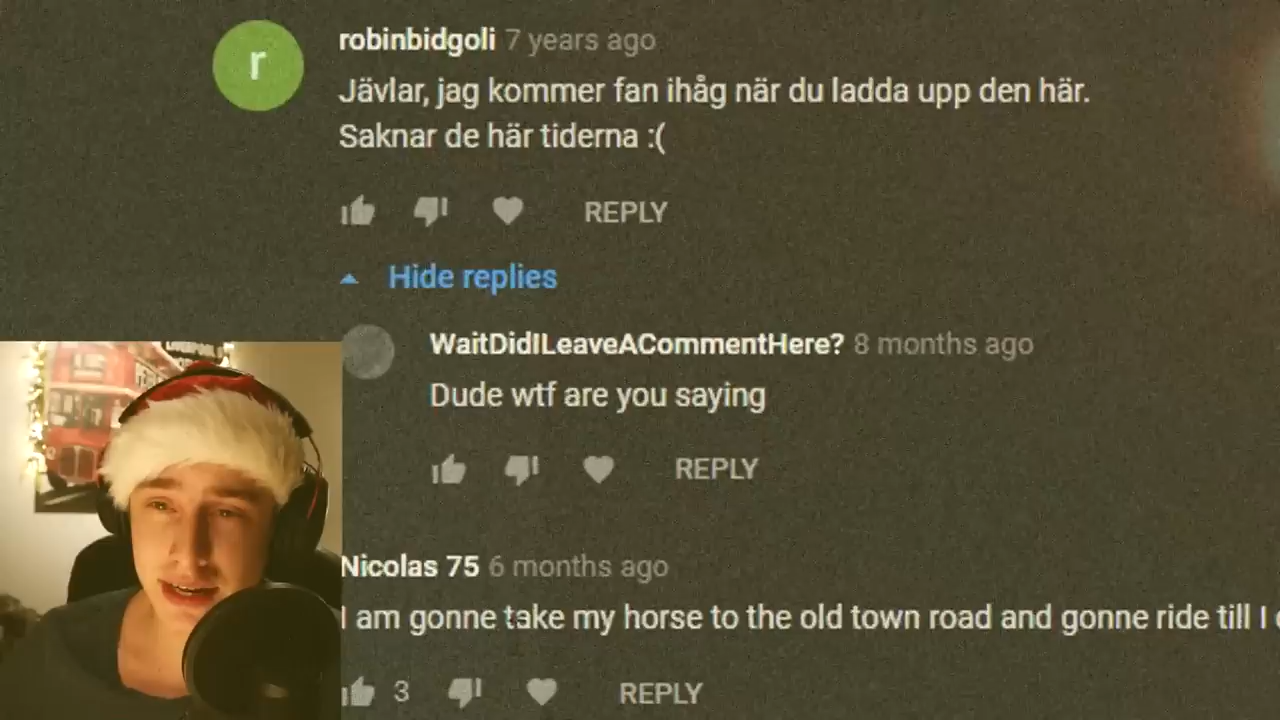 r
robinbidgoli 7 years ago
Jävlar, jag kommer fan ihåg när du ladda upp den här.
Saknar de här tiderna :(
REPLY
Hide replies
WaitDidILeaveACommentHere? 8 months ago
Dude wtf are you saying
REPLY
Nicolas 75 6 months ago
I am gonne take my horse to the old town road and gonne ride till I
3 REPLY